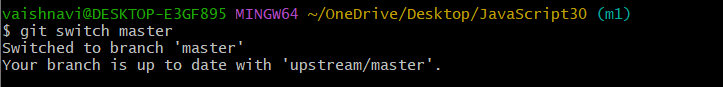 vaishnavi@DESKTOP-E3GF895 MINGW64 ~/OneDrive/Desktop/JavaScript30 (m1)
$ git switch master
Switched to branch 'master'
Your branch is up to date with 'upstream/master'.